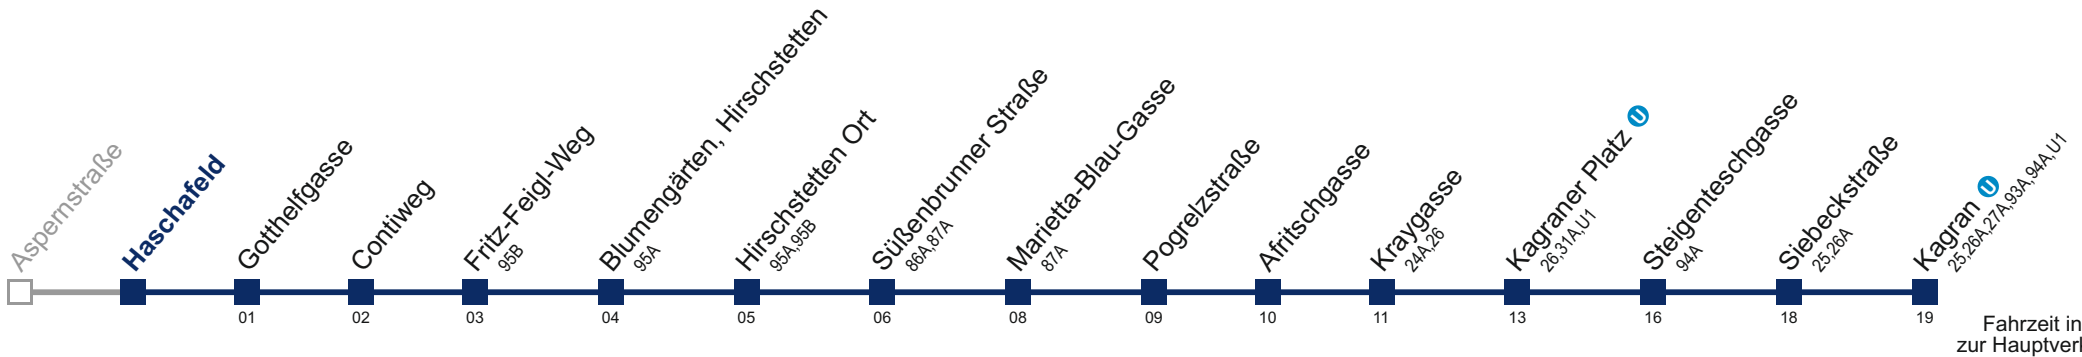 Aspernstraße
Haschafeld
Gotthelfgasse
Contiweg
Fritz-Feigl-Weg
95B
Blumengärten, Hirschstetten
95A
Hirschstetten Ort
95A,95B
Süßenbrunner Straße
86A,87A
Marietta-Blau-Gasse
87A
Pogrelzstraße
Afritschgasse
Kraygasse
24A,26
Kagraner Platz U
26,31A,U1
Steigenteschgasse
94A
Siebeckstraße
25,26A
Kagran U
25,26A,27A,93A,94A,U1
01 02 03 04 05 06 08 09 10 11 13 16 18 19
Fahrzeit in
zur Hauptverl